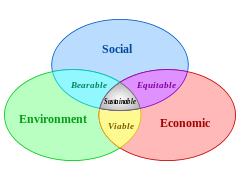 Social
Bearable
Equitable
Sustainable
Environment
Viable
Economic